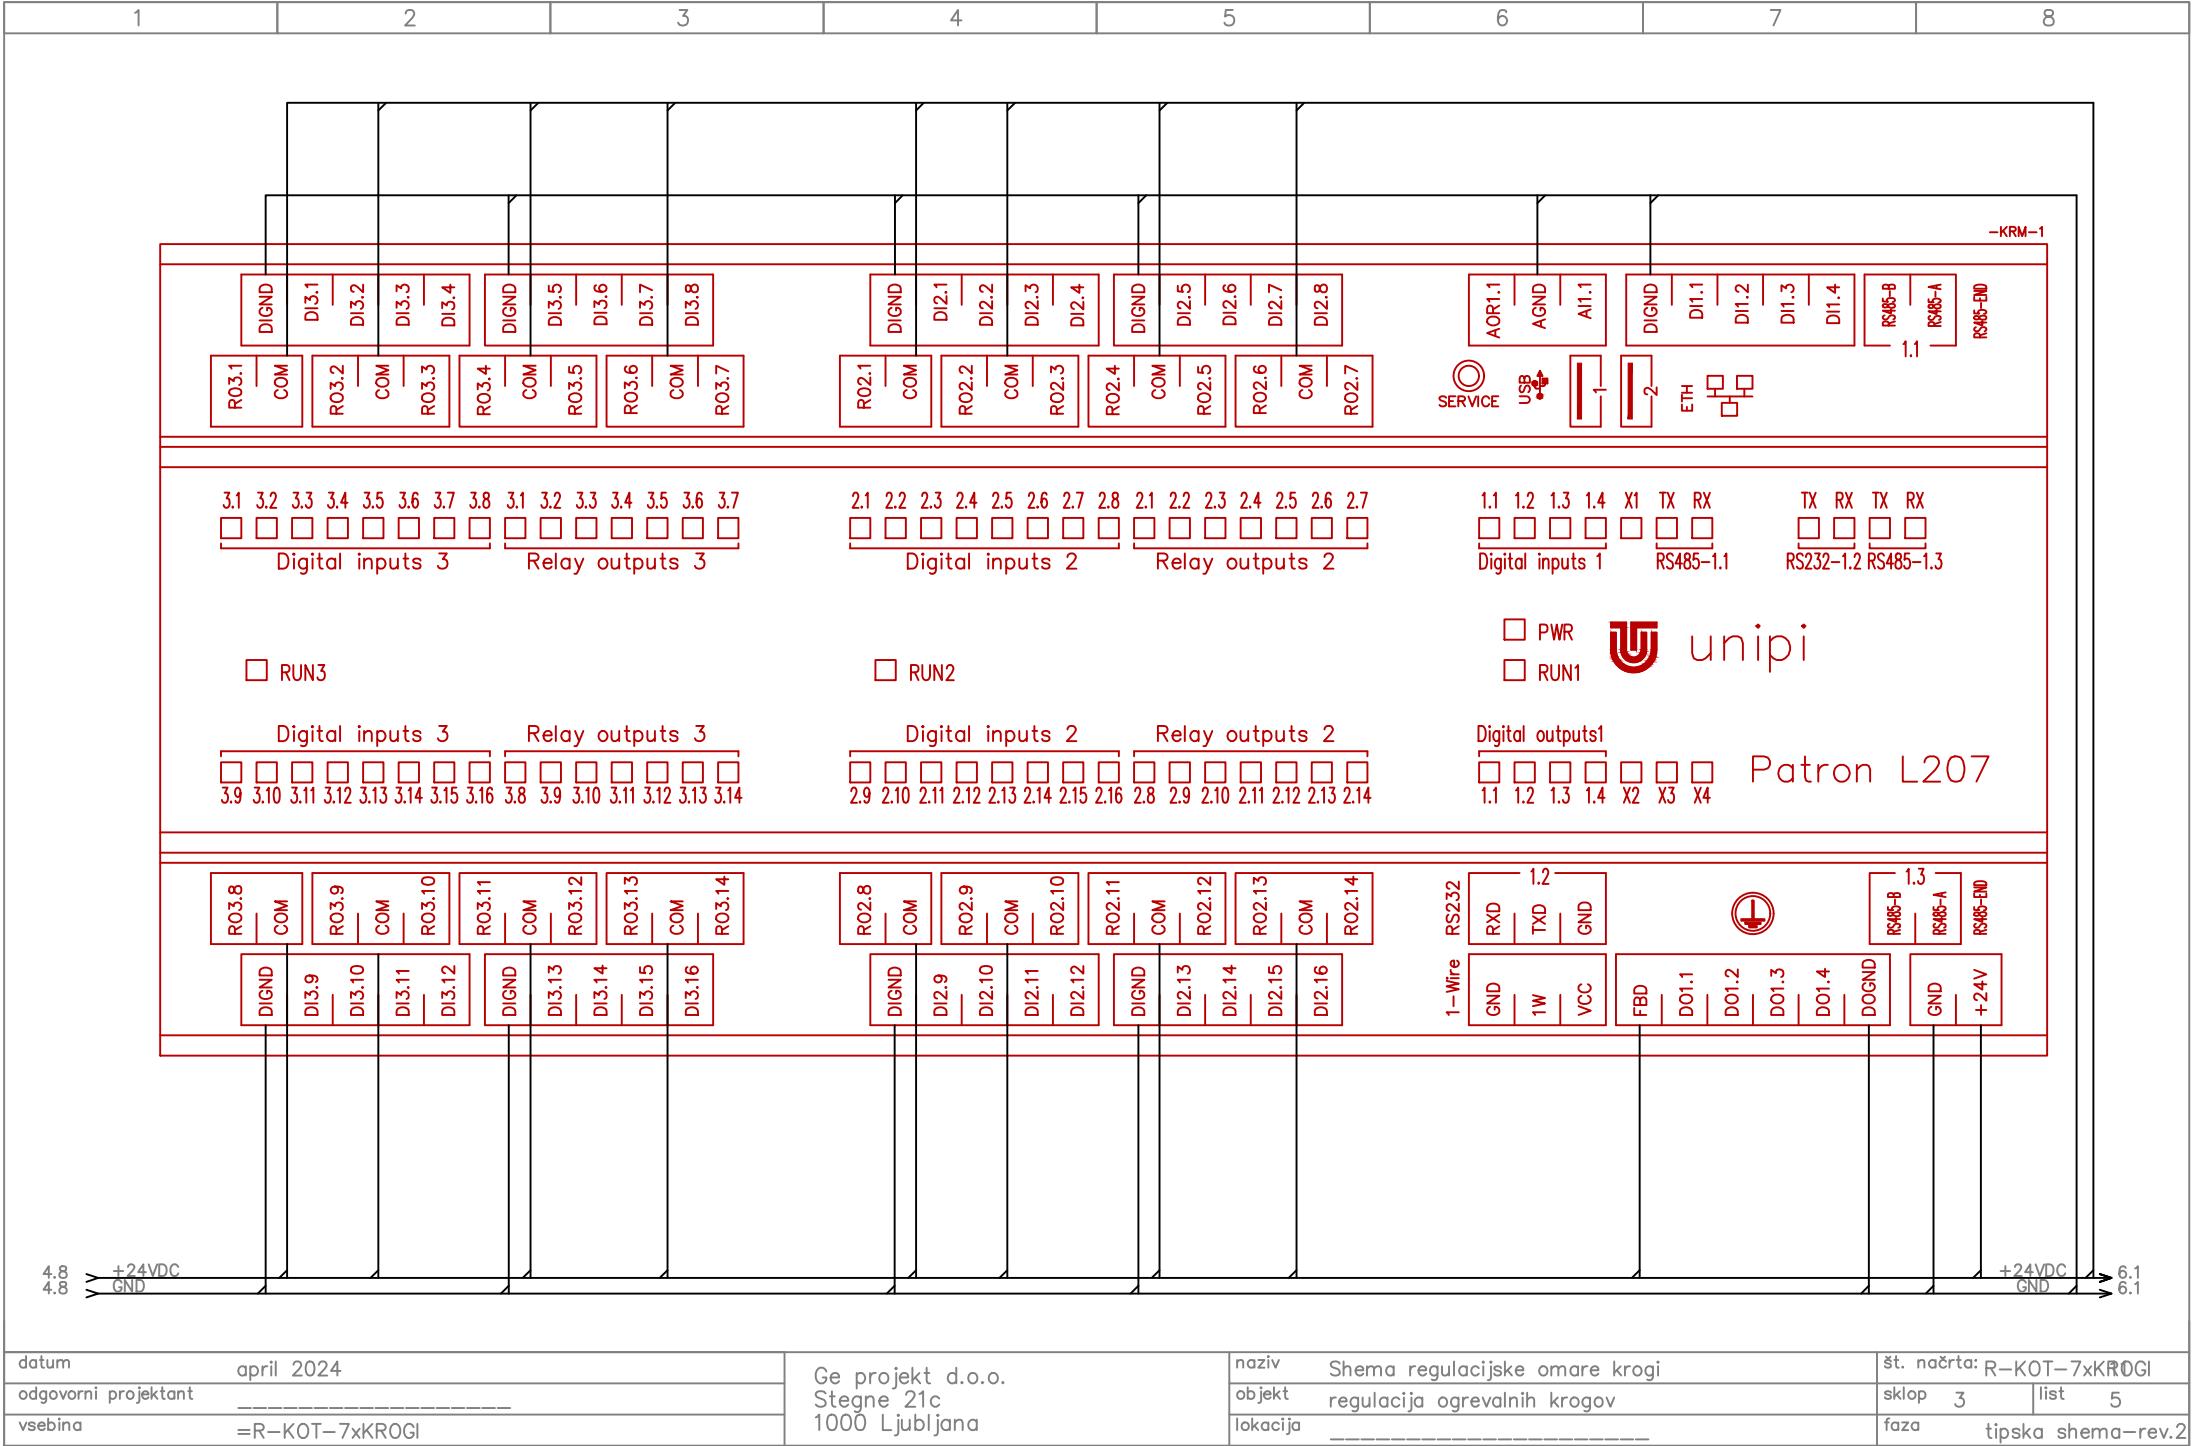 1 2 3 4 5 6 7 8
-KRM-1
DIGND DI3.1 DI3.2 DI3.3 DI3.4 DIGND DI3.5 DI3.6 DI3.7 DI3.8 DIGND DI2.1 DI2.2 DI2.3 DI2.4 DIGND DI2.5 DI2.6 DI2.7 DI2.8 AOR1.1 AGND AI1.1 DIGND DI1.1 DI1.2 DI1.3 DI1.4 RS485-B RS485-A RS485-END
1.1
RO3.1 COM RO3.2 COM RO3.3 RO3.4 COM RO3.5 RO3.6 COM RO3.7 RO2.1 COM RO2.2 COM RO2.3 RO2.4 COM RO2.5 RO2.6 COM RO2.7 SERVICE USB 1 2 ETH
3.1 3.2 3.3 3.4 3.5 3.6 3.7 3.8 3.1 3.2 3.3 3.4 3.5 3.6 3.7 2.1 2.2 2.3 2.4 2.5 2.6 2.7 2.8 2.1 2.2 2.3 2.4 2.5 2.6 2.7 1.1 1.2 1.3 1.4 X1 TX RX TX RX TX RX
Digital inputs 3 Relay outputs 3 Digital inputs 2 Relay outputs 2 Digital inputs 1 RS485-1.1 RS232-1.2 RS485-1.3
PWR unipi
RUN3 RUN2 RUN1
Digital inputs 3 Relay outputs 3 Digital inputs 2 Relay outputs 2 Digital outputs1
Patron L207
3.9 3.10 3.11 3.12 3.13 3.14 3.15 3.16 3.8 3.9 3.10 3.11 3.12 3.13 3.14 2.9 2.10 2.11 2.12 2.13 2.14 2.15 2.16 2.8 2.9 2.10 2.11 2.12 2.13 2.14 1.1 1.2 1.3 1.4 X2 X3 X4
1.2 1.3
RO3.8 COM RO3.9 COM RO3.10 RO3.11 COM RO3.12 RO3.13 COM RO3.14 RO2.8 COM RO2.9 COM RO2.10 RO2.11 COM RO2.12 RO2.13 COM RO2.14 RS232 RXD TXD GND RS485-B RS485-A RS485-END
DIGND DI3.9 DI3.10 DI3.11 DI3.12 DIGND DI3.13 DI3.14 DI3.15 DI3.16 DIGND DI2.9 DI2.10 DI2.11 DI2.12 DIGND DI2.13 DI2.14 DI2.15 DI2.16 1-Wire GND 1W VCC FBD DO1.1 DO1.2 DO1.3 DO1.4 DOGND GND +24V
4.8 +24VDC +24VDC 6.1
4.8 GND GND 6.1
datum april 2024
odgovorni projektant __________________
vsebina =R-KOT-7xKROGI
Ge projekt d.o.o.
Stegne 21c
1000 Ljubljana
naziv Shema regulacijske omare krogi
objekt regulacija ogrevalnih krogov
lokacija _____________________
št. načrta: R-KOT-7xKROGI
sklop 3 list 5
faza tipska shema-rev.2